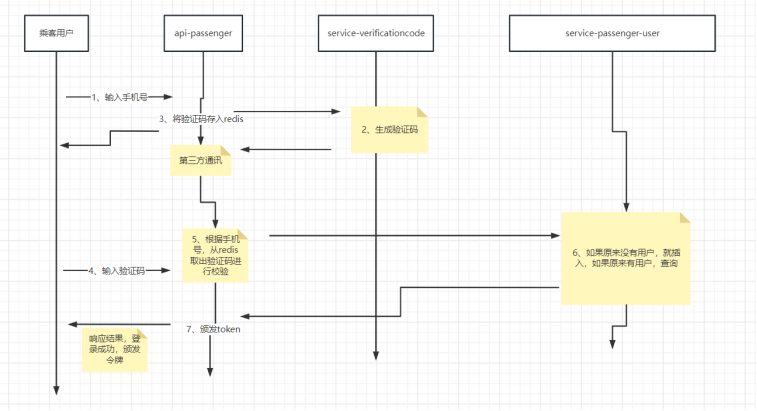 乘客用户
api-passenger
service-verificationcode
service-passenger-user
1、输入手机号
3、将验证码存入redis
2、生成验证码
第三方通讯
5、根据手机
号，从redis
取出验证码进
行校验
6、如果原来没有用户，就插
入，如果原来有用户，查询
4、输入验证码
7、颁发token
响应结果，登
录成功，颁发
令牌